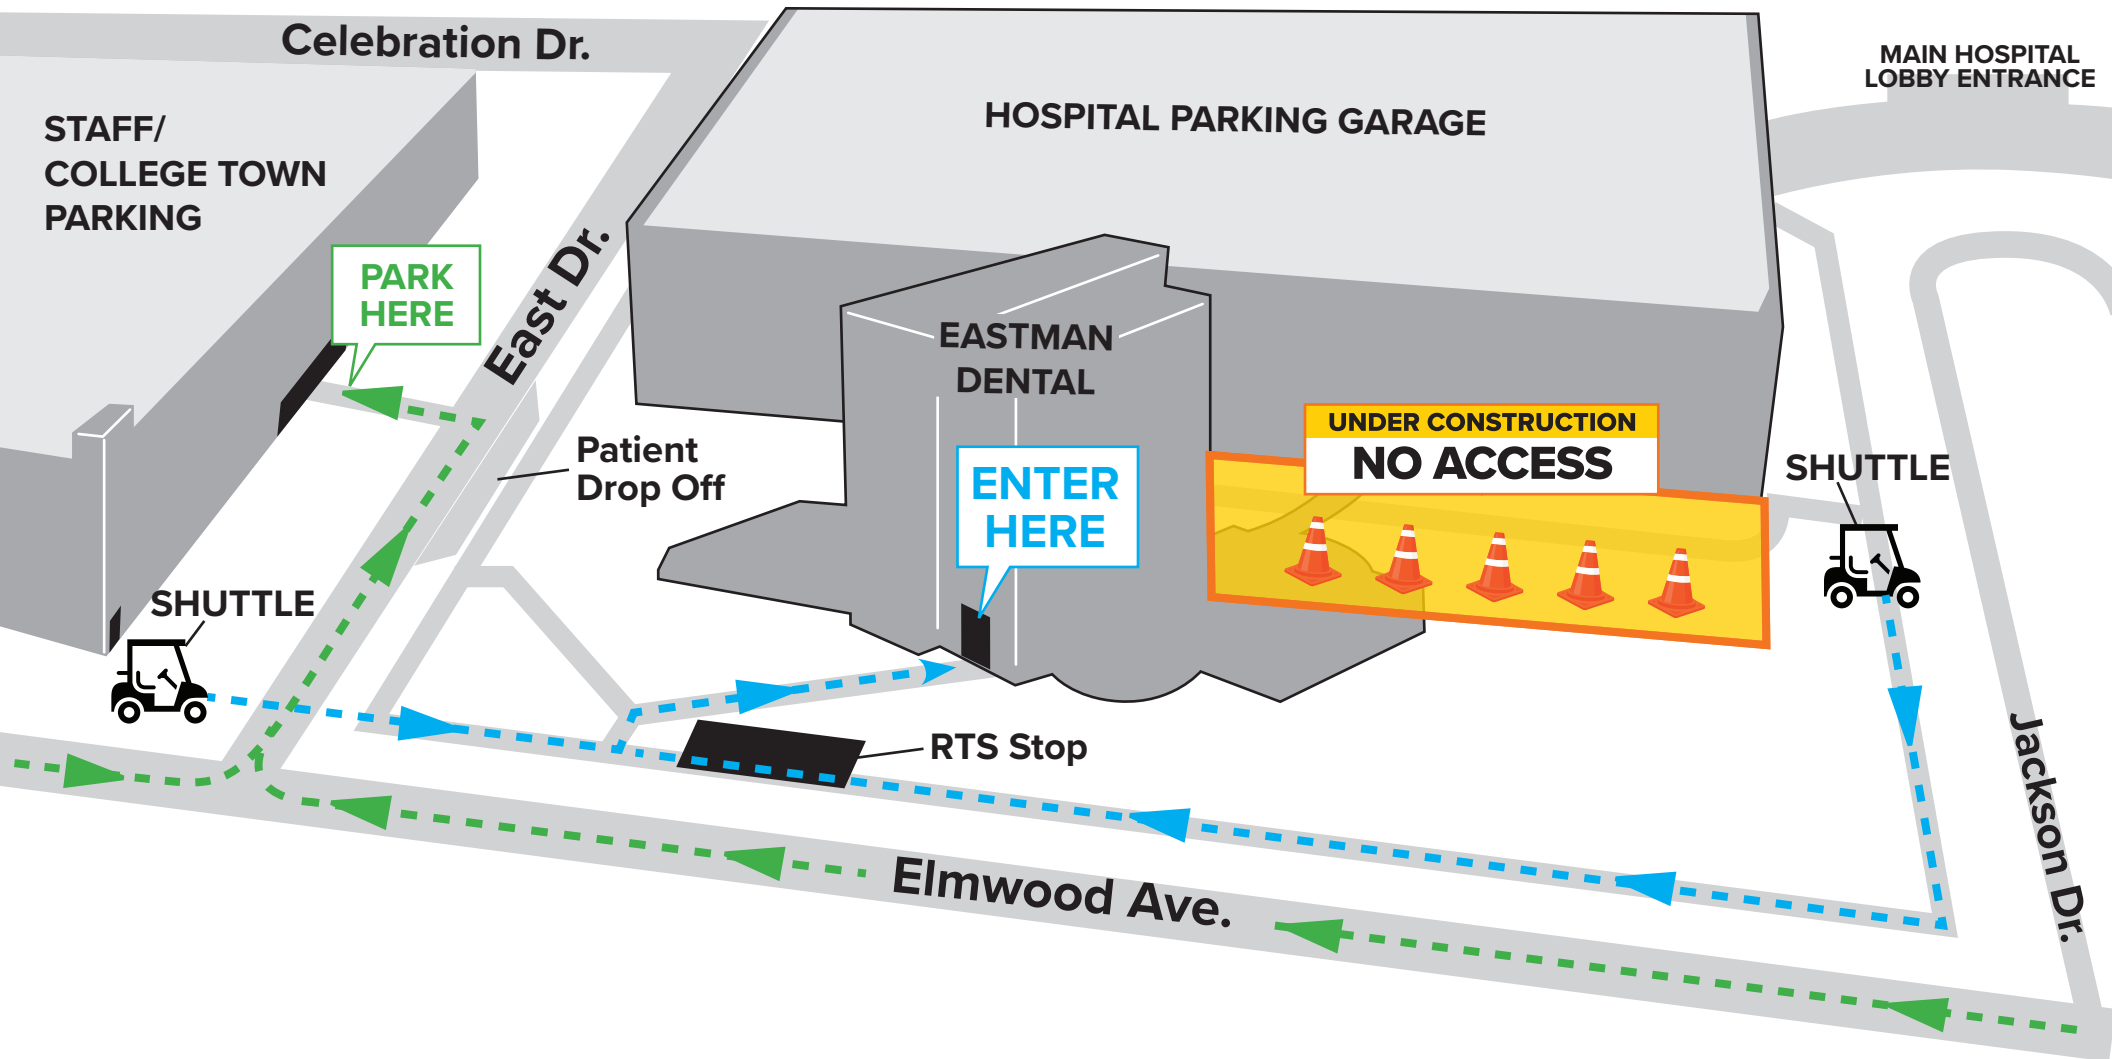 Celebration Dr.
MAIN HOSPITAL
LOBBY ENTRANCE
STAFF/
COLLEGE TOWN
PARKING
HOSPITAL PARKING GARAGE
PARK
HERE
East Dr.
EASTMAN
DENTAL
UNDER CONSTRUCTION
NO ACCESS
Patient
Drop Off
ENTER
HERE
SHUTTLE
SHUTTLE
RTS Stop
Jackson Dr.
Elmwood Ave.